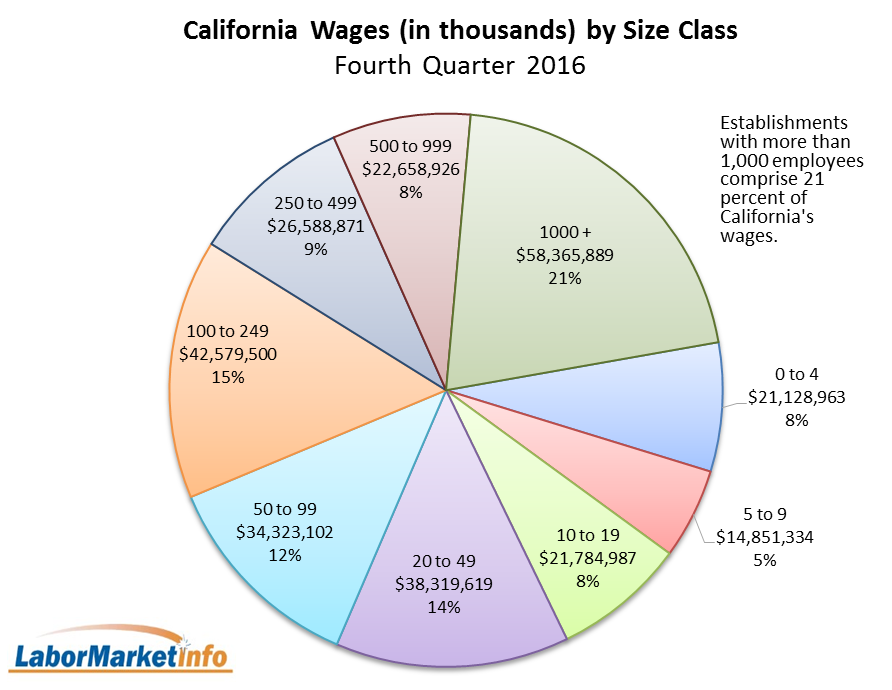 California Wages (in thousands) by Size Class
Fourth Quarter 2016
Establishments
with more than
1,000 employees
comprise 21
percent of
California's
wages.
500 to 999
$22,658,926
8%
250 to 499
$26,588,871
9%
1000 +
$58,365,889
21%
100 to 249
$42,579,500
15%
0 to 4
$21,128,963
8%
50 to 99
$34,323,102
12%
5 to 9
$14,851,334
5%
10 to 19
$21,784,987
8%
20 to 49
$38,319,619
14%
LaborMarketInfo